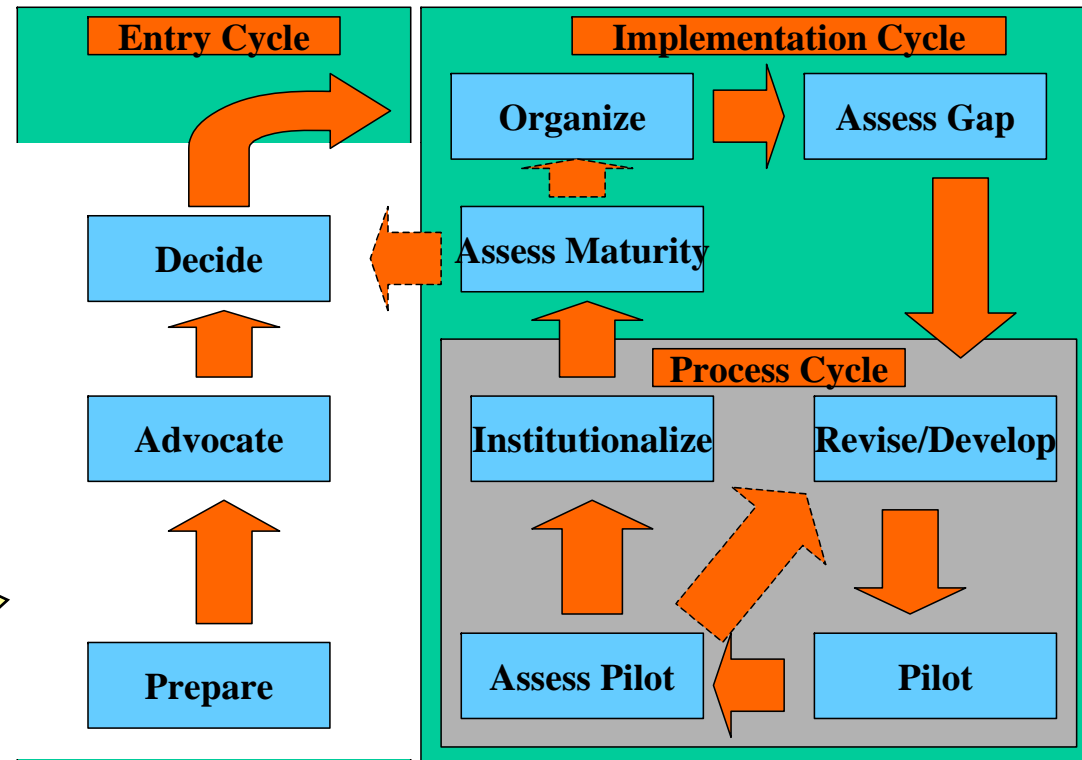 Entry Cycle
Decide
Advocate
Prepare
Implementation Cycle
Organize
Assess Gap
Assess Maturity
Process Cycle
Institutionalize
Revise/Develop
Assess Pilot
Pilot